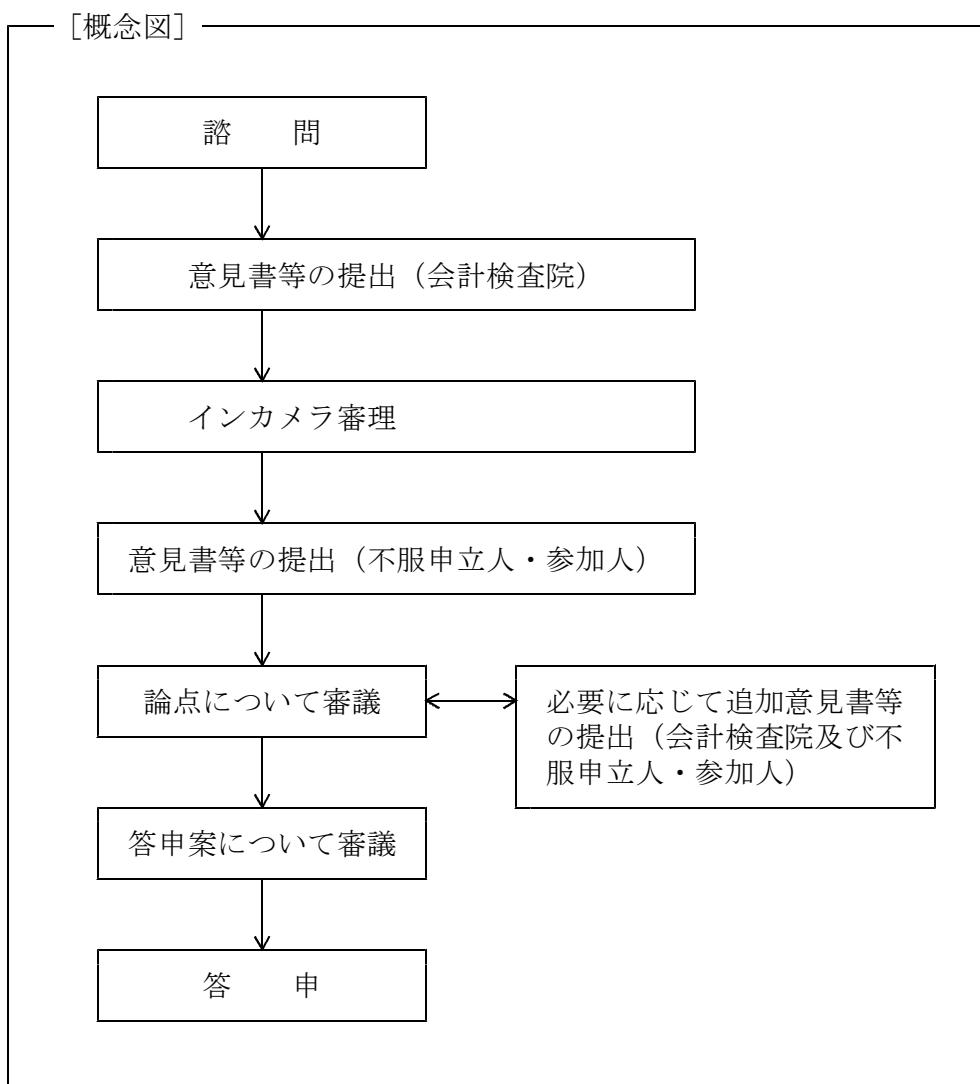 ［概念図］
諮　　問
意見書等の提出（会計検査院）
インカメラ審理
意見書等の提出（不服申立人・参加人）
論点について審議
必要に応じて追加意見書等
の提出（会計検査院及び不
服申立人・参加人）
答申案について審議
答　　申